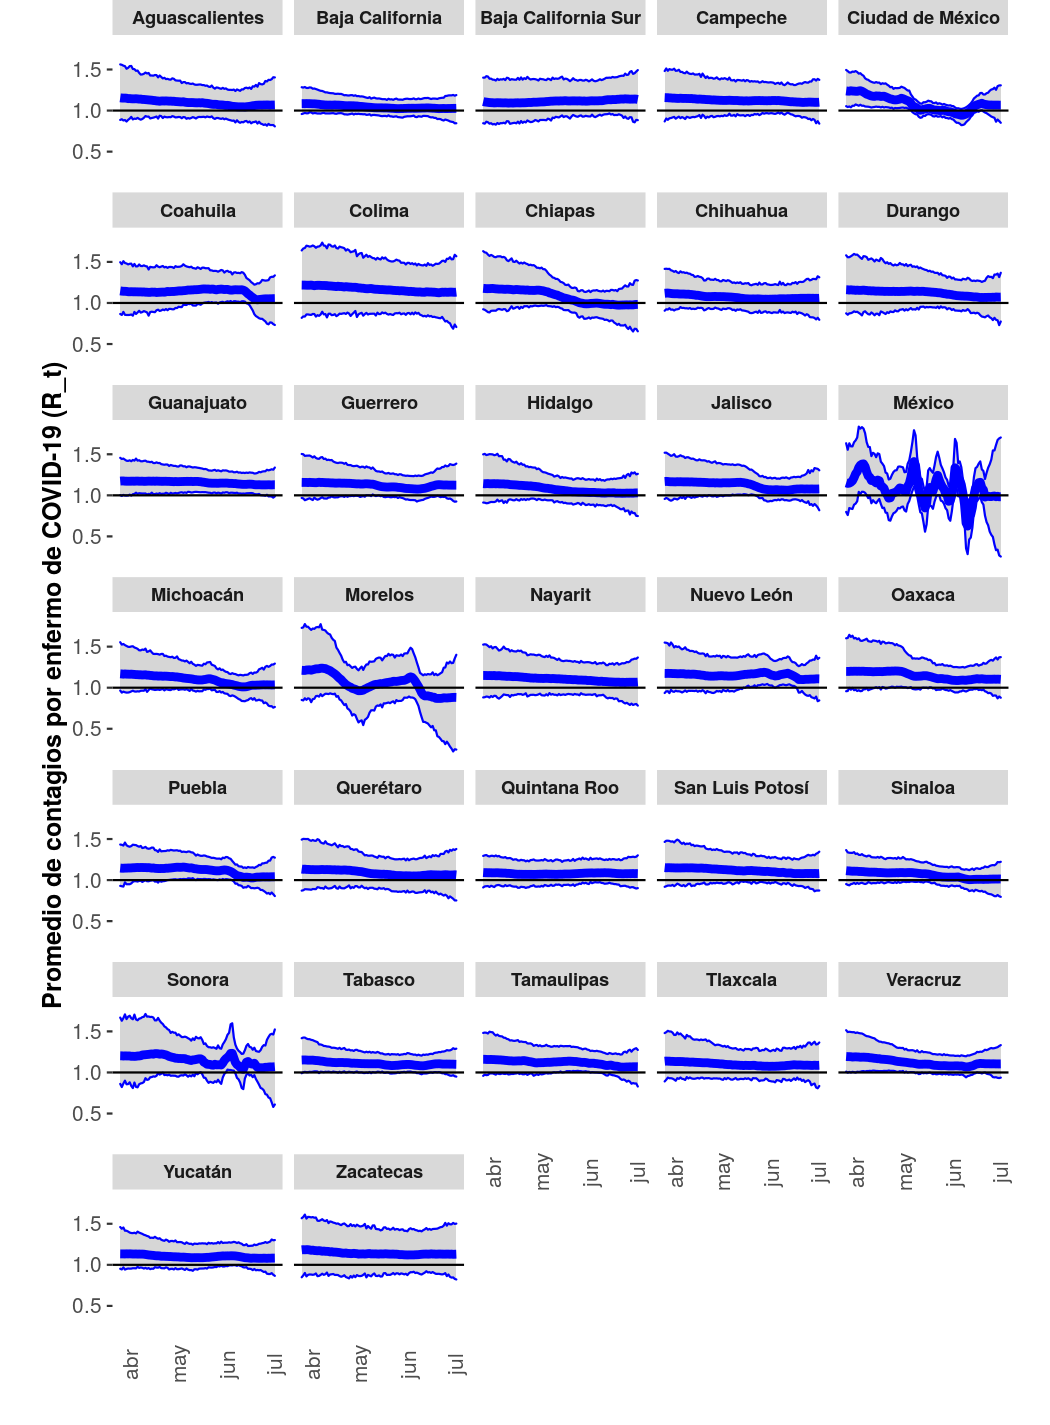 Aguascalientes Baja California Baja California Sur Campeche Ciudad de México
1.5
1.0
0.5
Coahuila Colima Chiapas Chihuahua Durango
1.5
1.0
0.5
Guanajuato Guerrero Hidalgo Jalisco México
1.5
1.0
0.5
Michoacán Morelos Nayarit Nuevo León Oaxaca
1.5
1.0
0.5
Puebla Querétaro Quintana Roo San Luis Potosí Sinaloa
1.5
1.0
0.5
Sonora Tabasco Tamaulipas Tlaxcala Veracruz
1.5
1.0
0.5
abr may jun jul abr may jun jul abr may jun jul
Yucatán Zacatecas
1.5
1.0
0.5
abr may jun jul abr may jun jul
Promedio de contagios por enfermo de COVID-19 (R_t)